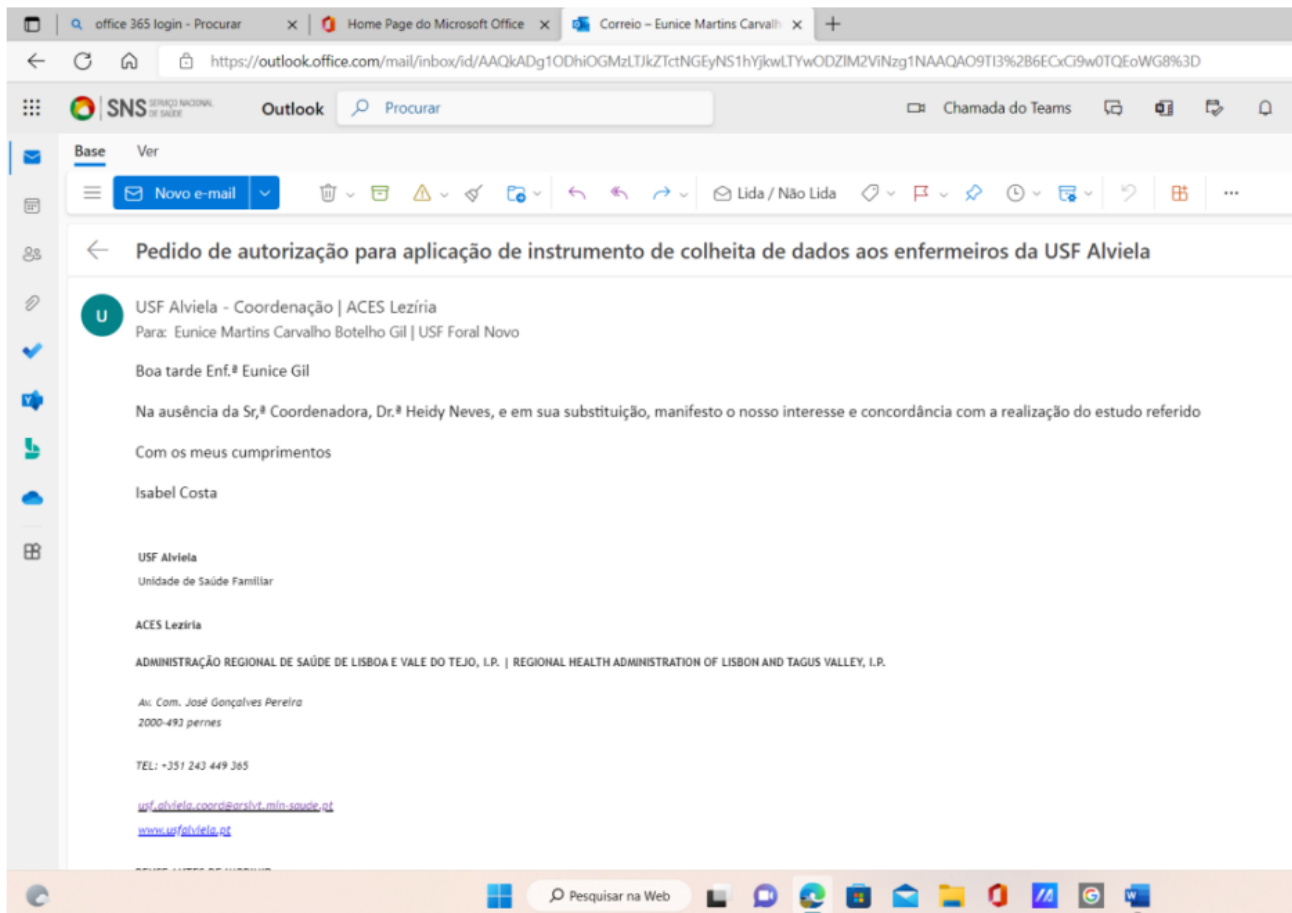 office 365 login - Procurar
Home Page do Microsoft Office
Correio – Eunice Martins Carvalh
https://outlook.office.com/mail/inbox/id/AAQkADg1ODhiOGMzLTJkZTctNGEyNS1hYjkwLTYwODZlM2ViNzg1NAAQAO9TI3%2B6ECxCi9w0TQEoWG8%3D
SNS SERVIÇO NACIONAL DE SAÚDE
Outlook
Procurar
Chamada do Teams
Base Ver
Novo e-mail
Lida / Não Lida
Pedido de autorização para aplicação de instrumento de colheita de dados aos enfermeiros da USF Alviela
U
USF Alviela - Coordenação | ACES Lezíria
Para: Eunice Martins Carvalho Botelho Gil | USF Foral Novo
Boa tarde Enf.ª Eunice Gil
Na ausência da Sr,ª Coordenadora, Dr.ª Heidy Neves, e em sua substituição, manifesto o nosso interesse e concordância com a realização do estudo referido
Com os meus cumprimentos
Isabel Costa
USF Alviela
Unidade de Saúde Familiar
ACES Lezíria
ADMINISTRAÇÃO REGIONAL DE SAÚDE DE LISBOA E VALE DO TEJO, I.P. | REGIONAL HEALTH ADMINISTRATION OF LISBON AND TAGUS VALLEY, I.P.
Av. Com. José Gonçalves Pereira
2000-493 pernes
TEL: +351 243 449 365
usf.alviela.coord@arslvt.min-saude.pt
www.usfalviela.pt
Pesquisar na Web